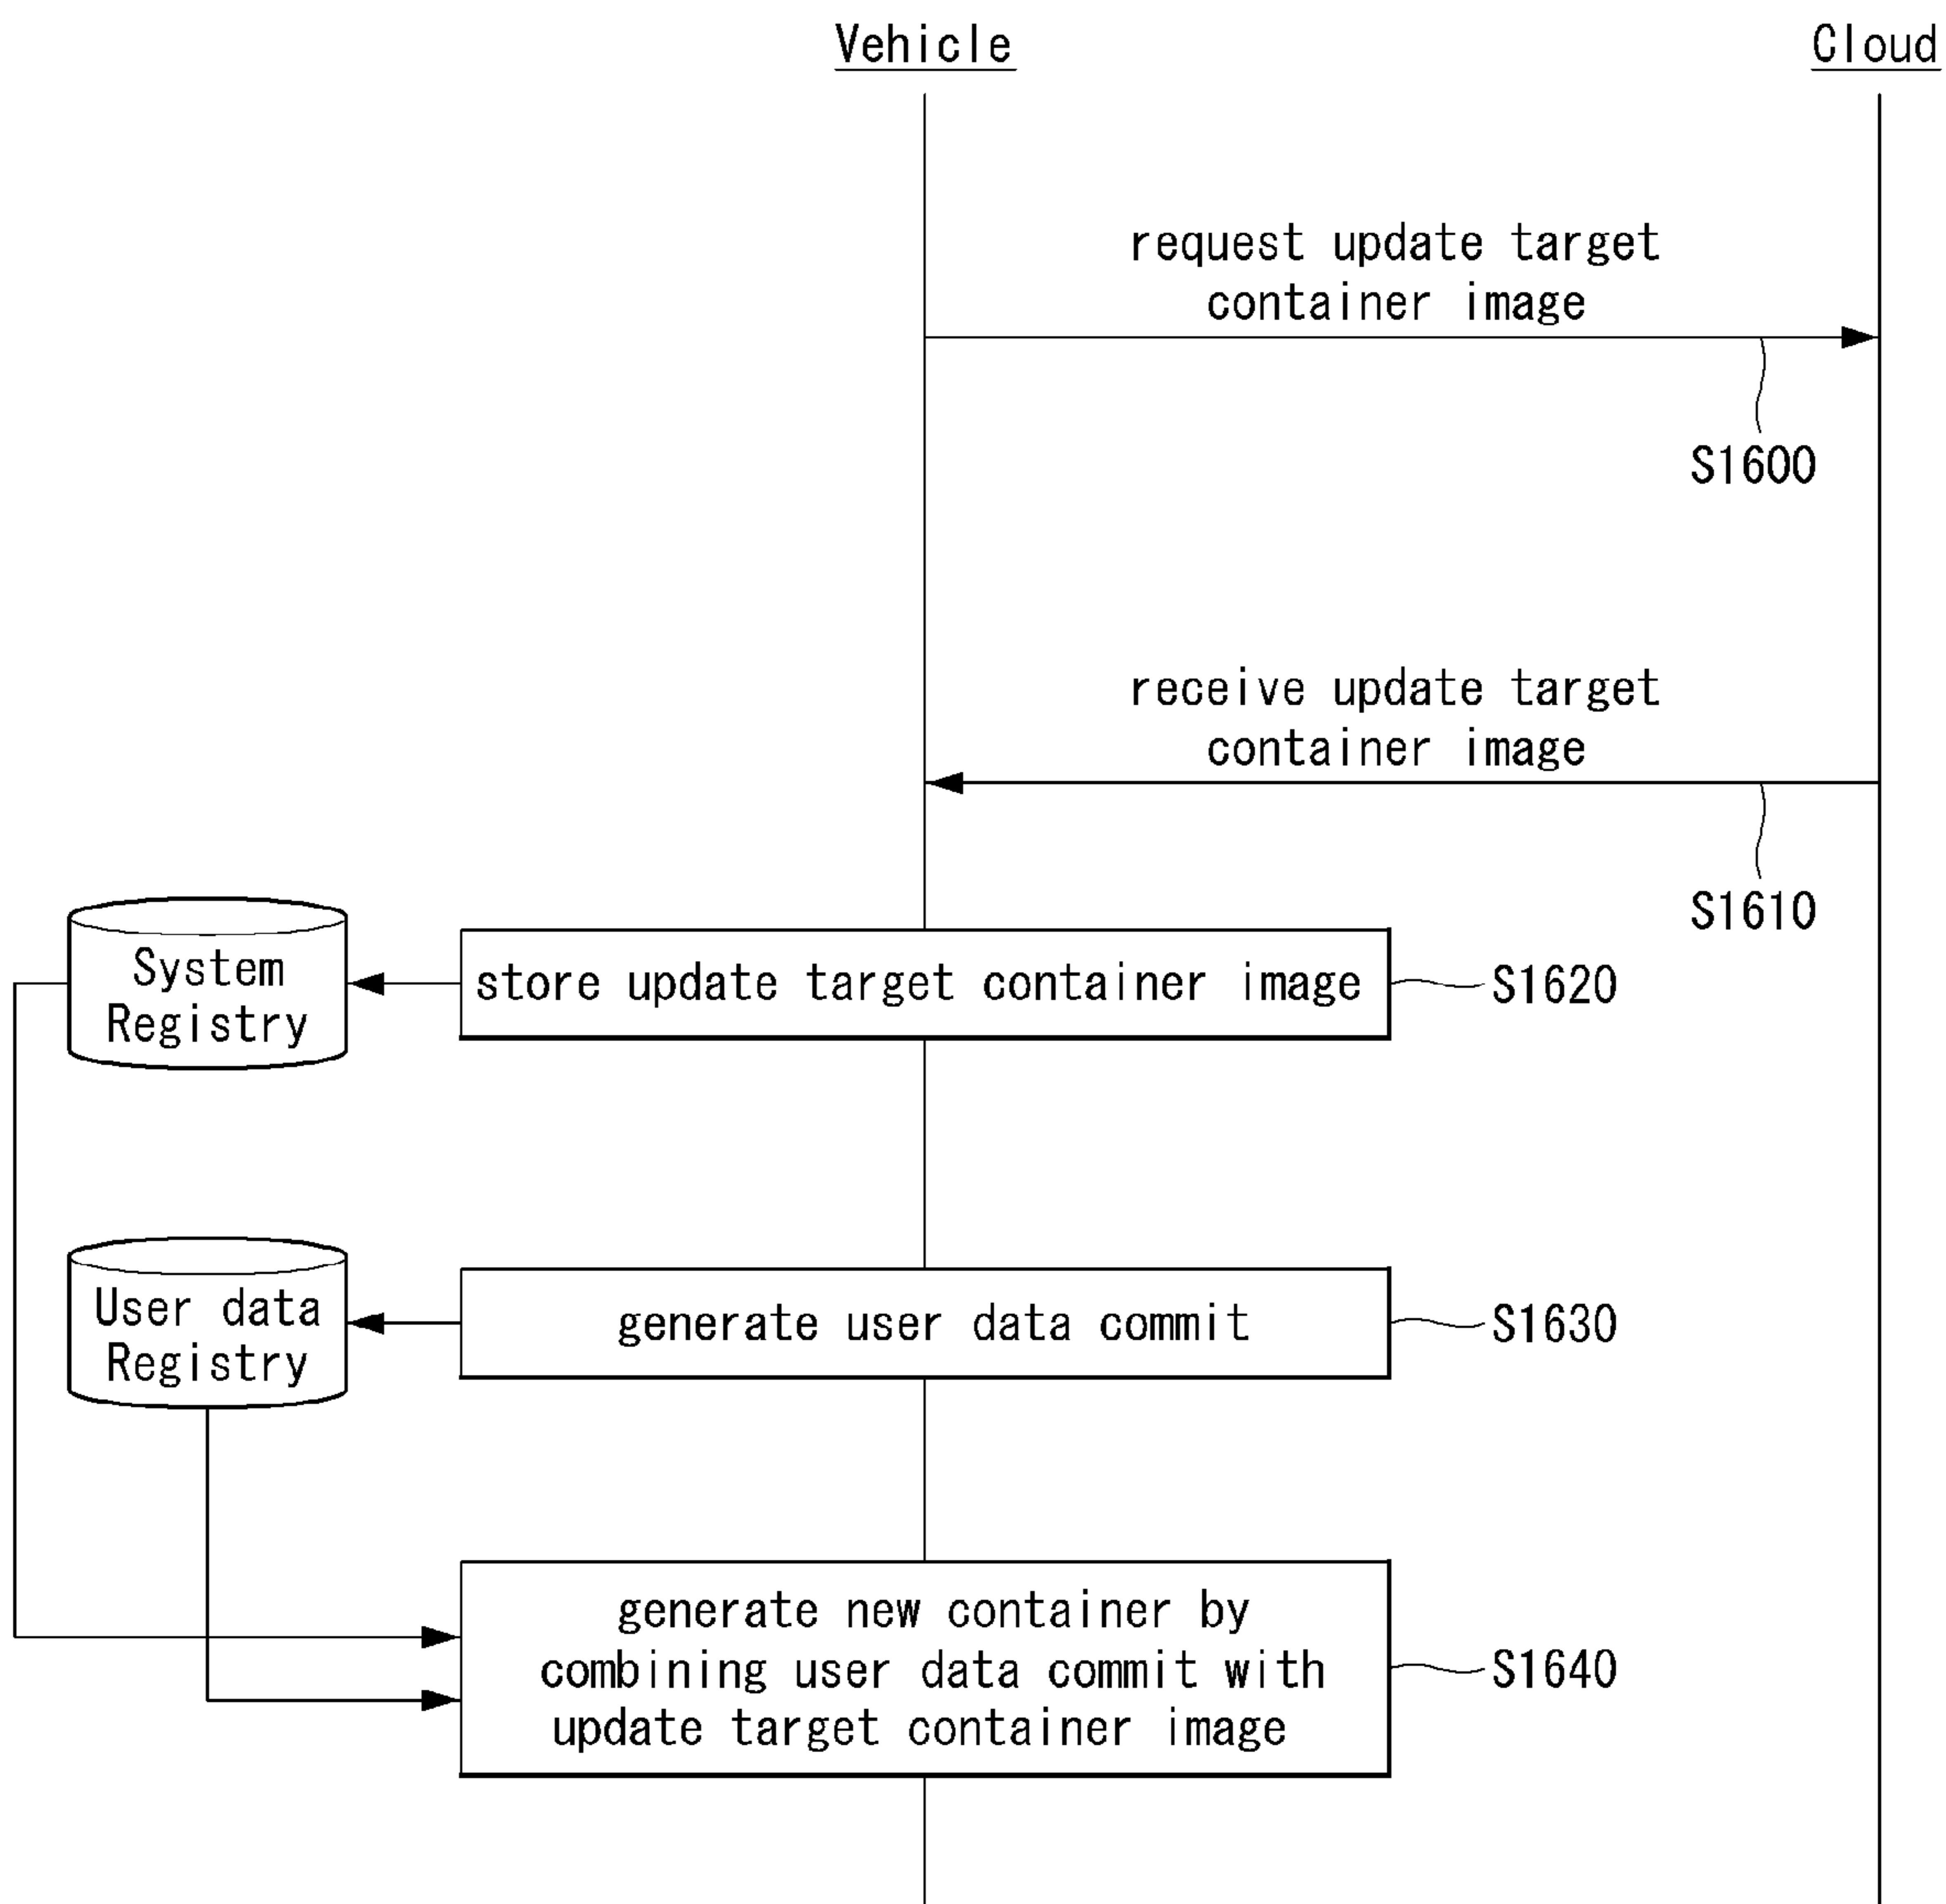 Vehicle
Cloud
request update target
container image
S1600
receive update target
container image
S1610
System
Registry
store update target container image
S1620
User data
Registry
generate user data commit
S1630
generate new container by
combining user data commit with
update target container image
S1640